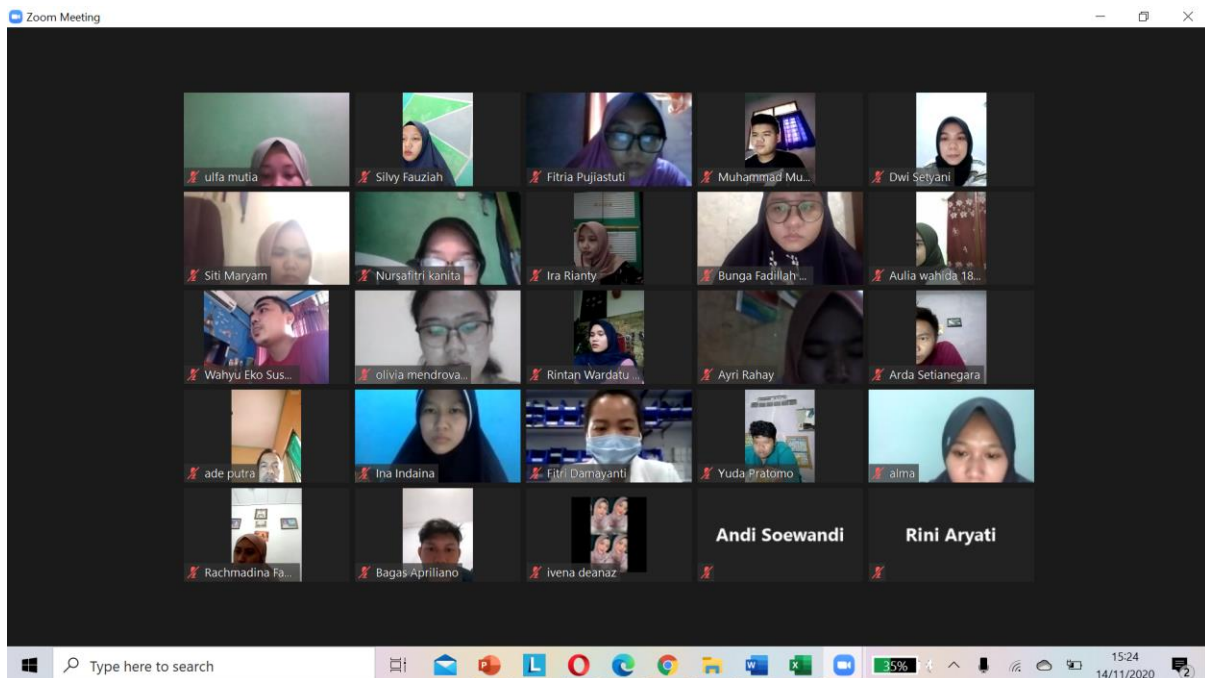 Zoom Meeting
ulfa mutia
Silvy Fauziah
Fitria Pujiastuti
Muhammad Mu...
Dwi Setyani
Siti Maryam
Nursafitri kanita
Ira Rianty
Bunga Fadillah ...
Aulia wahida 18...
Wahyu Eko Sus...
olivia mendrova...
Rintan Wardatu ...
Ayri Rahay
Arda Setianegara
ade putra
Ina Indaina
Fitri Damayanti
Yuda Pratomo
alma
Rachmadina Fa...
Bagas Apriliano
ivena deanaz
Andi Soewandi
Rini Aryati
Type here to search
35%
15:24
14/11/2020
2